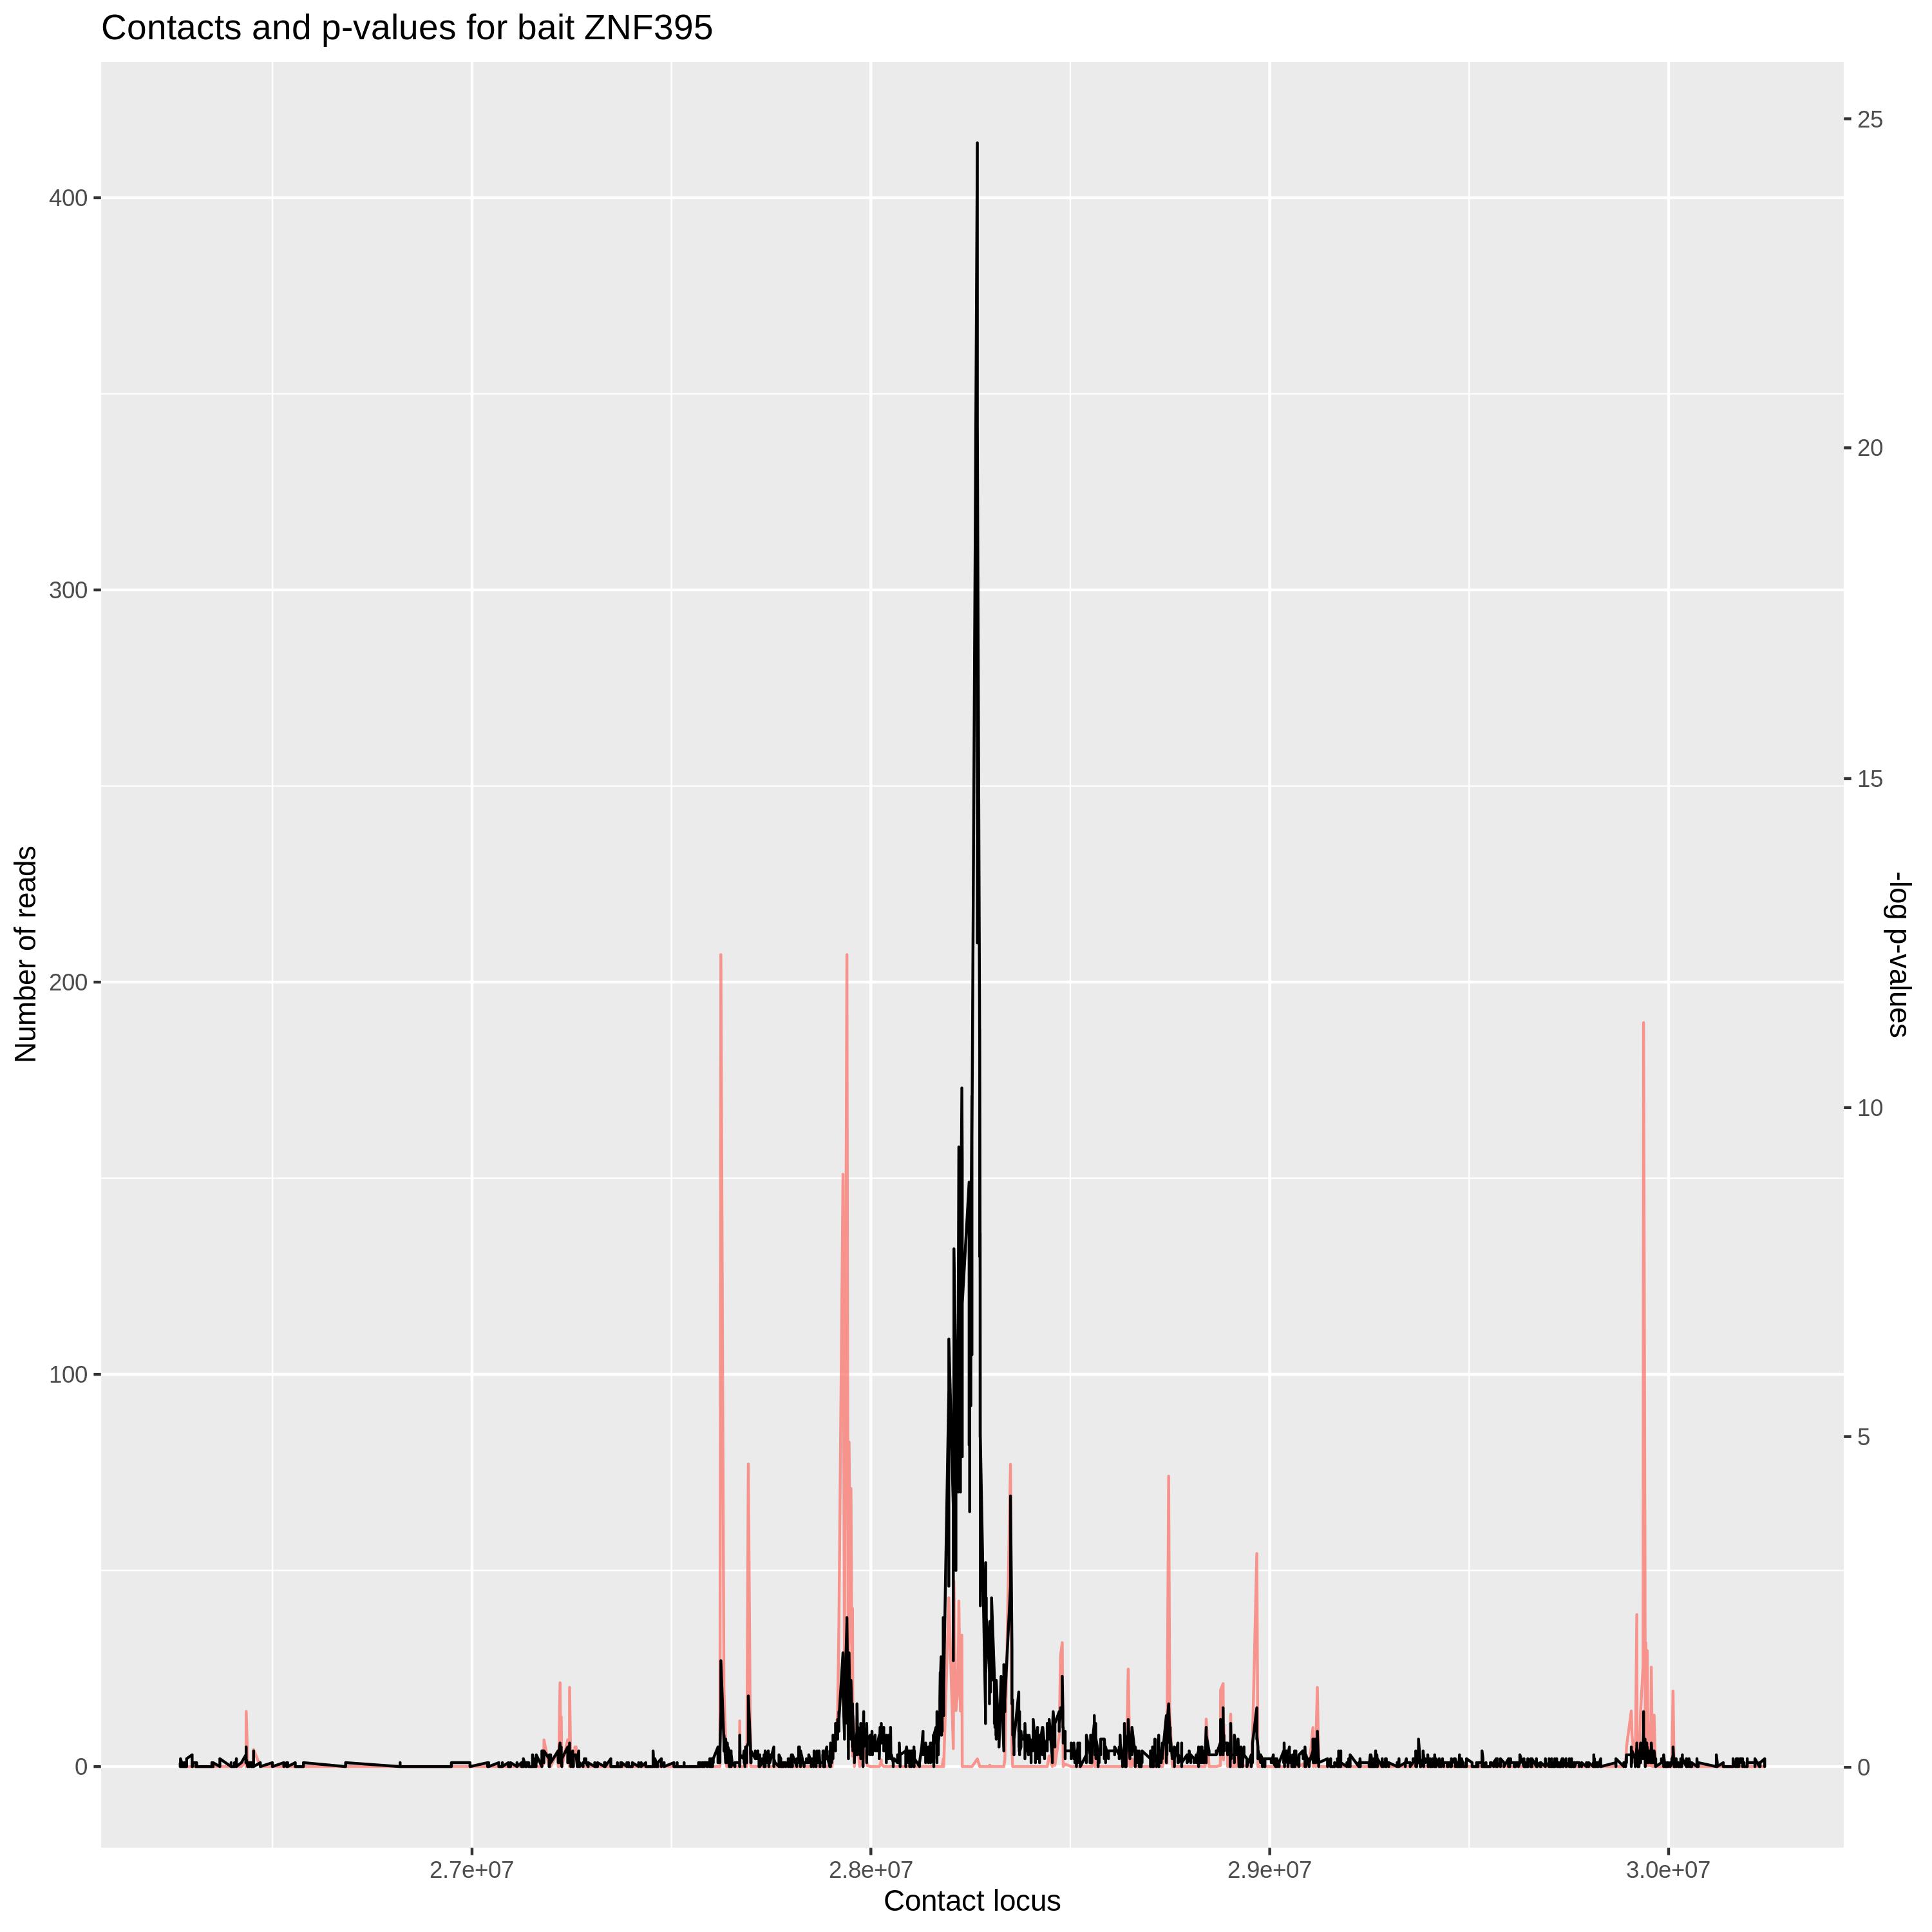 Contacts and p-values for bait ZNF395
Number of reads
400
300
200
100
0
25
20
15
10
5
0
-log p-values
2.7e+07
2.8e+07
2.9e+07
3.0e+07
Contact locus